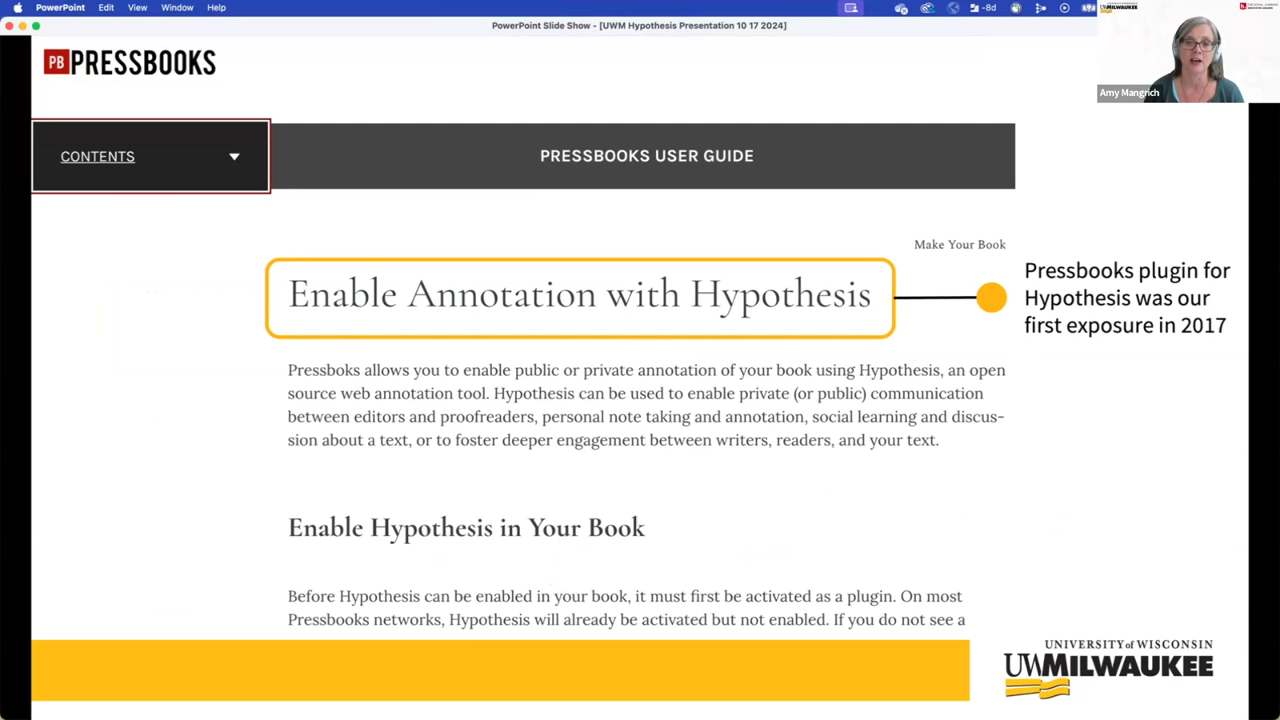 PowerPoint Edit View Window Help
-8d
PowerPoint Slide Show - [UWM Hypothesis Presentation 10 17 2024]
MILWAUKEE
Amy Mangrich
PB PRESSBOOKS
CONTENTS
PRESSBOOKS USER GUIDE
Make Your Book
Enable Annotation with Hypothesis
Pressbooks plugin for
Hypothesis was our
first exposure in 2017
Pressboks allows you to enable public or private annotation of your book using Hypothesis, an open
source web annotation tool. Hypothesis can be used to enable private (or public) communication
between editors and proofreaders, personal note taking and annotation, social learning and discus-
sion about a text, or to foster deeper engagement between writers, readers, and your text.
Enable Hypothesis in Your Book
Before Hypothesis can be enabled in your book, it must first be activated as a plugin. On most
Pressbooks networks, Hypothesis will already be activated but not enabled. If you do not see a
UNIVERSITY of WISCONSIN
UWMILWAUKEE